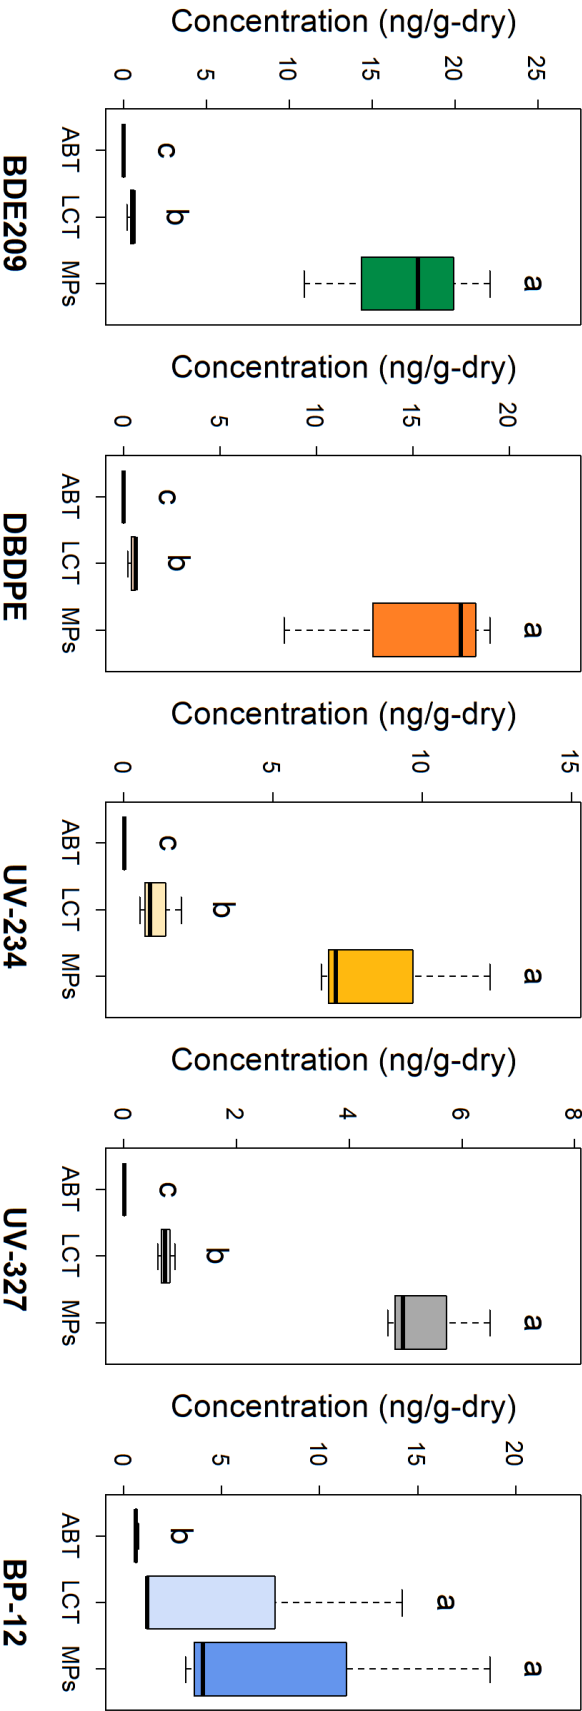 Concentration (ng/g-dry)
0 5 10 15 20 25
c
b
a
ABT LCT MPs
BDE209
Concentration (ng/g-dry)
0 5 10 15 20
c
b
a
ABT LCT MPs
DBDPE
Concentration (ng/g-dry)
0 5 10 15
c
b
a
ABT LCT MPs
UV-234
Concentration (ng/g-dry)
0 2 4 6 8
c
b
a
ABT LCT MPs
UV-327
Concentration (ng/g-dry)
0 5 10 15 20
b
a
a
ABT LCT MPs
BP-12